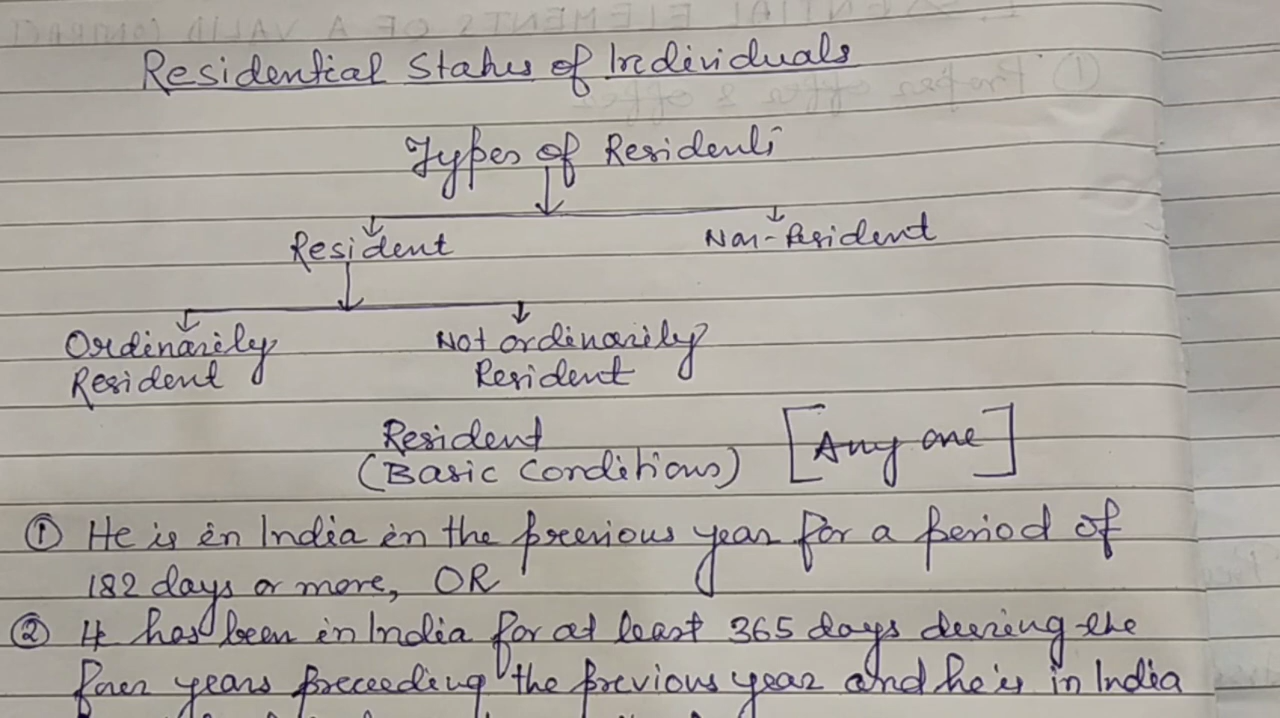 Residential Status of Individuals
Types of Residents
Resident Non-Resident
Ordinarily Not ordinarily
Resident Resident
Resident [Any one]
(Basic Conditions)
① He is in India in the previous year for a period of
182 days or more, OR
② It has been in India for at least 365 days during the
four years preceeding the previous year and he is in India